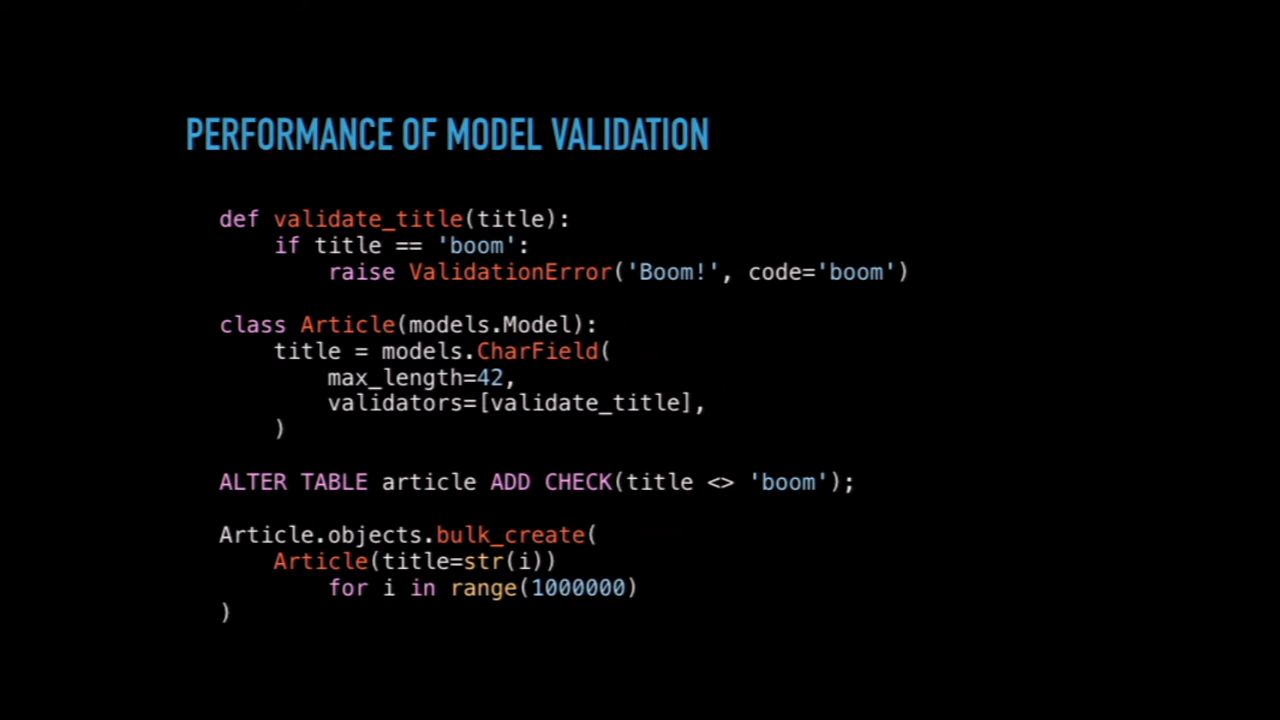 PERFORMANCE OF MODEL VALIDATION
def validate_title(title):
    if title == 'boom':
        raise ValidationError('Boom!', code='boom')
class Article(models.Model):
    title = models.CharField(
        max_length=42,
        validators=[validate_title],
    )
ALTER TABLE article ADD CHECK(title <> 'boom');
Article.objects.bulk_create(
    Article(title=str(i))
        for i in range(1000000)
)